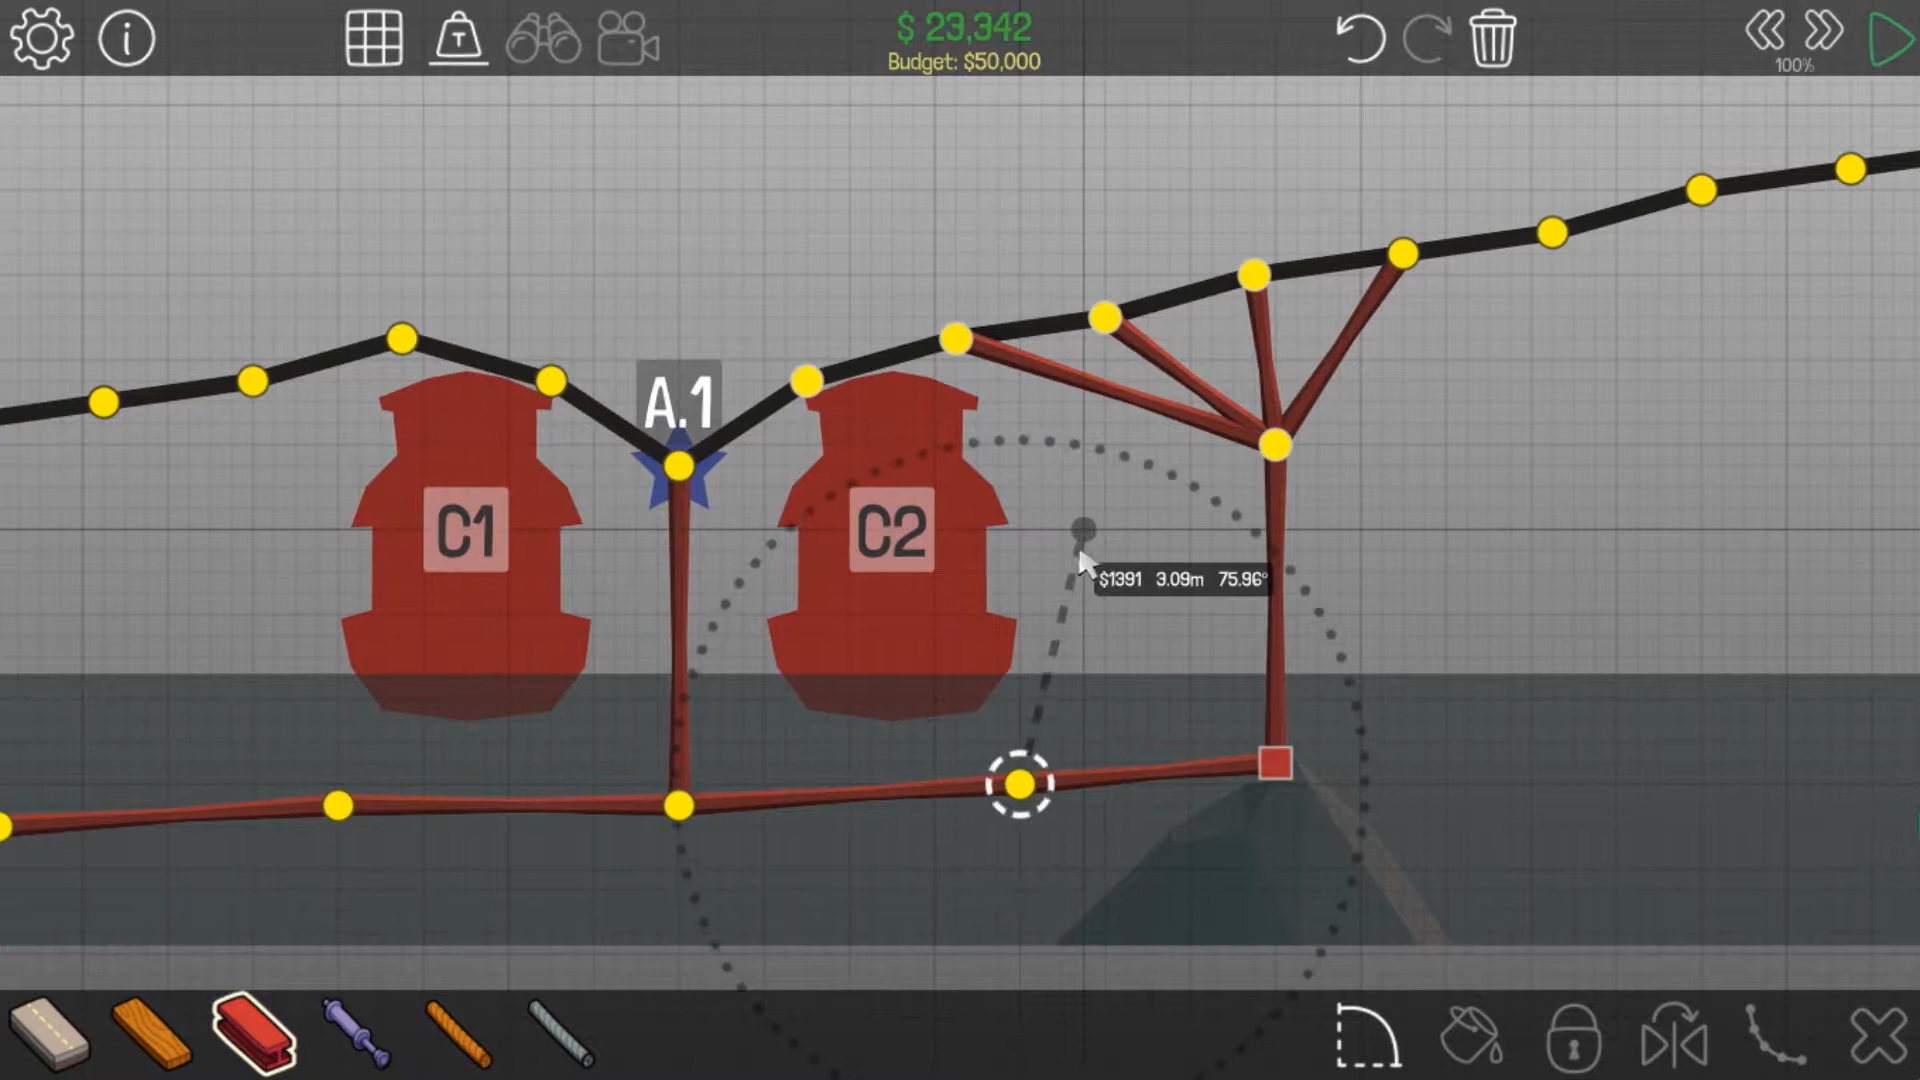 $ 23,342
Budget: $50,000
100%
A.1
C1
C2
$1391 3.09m 75.96°